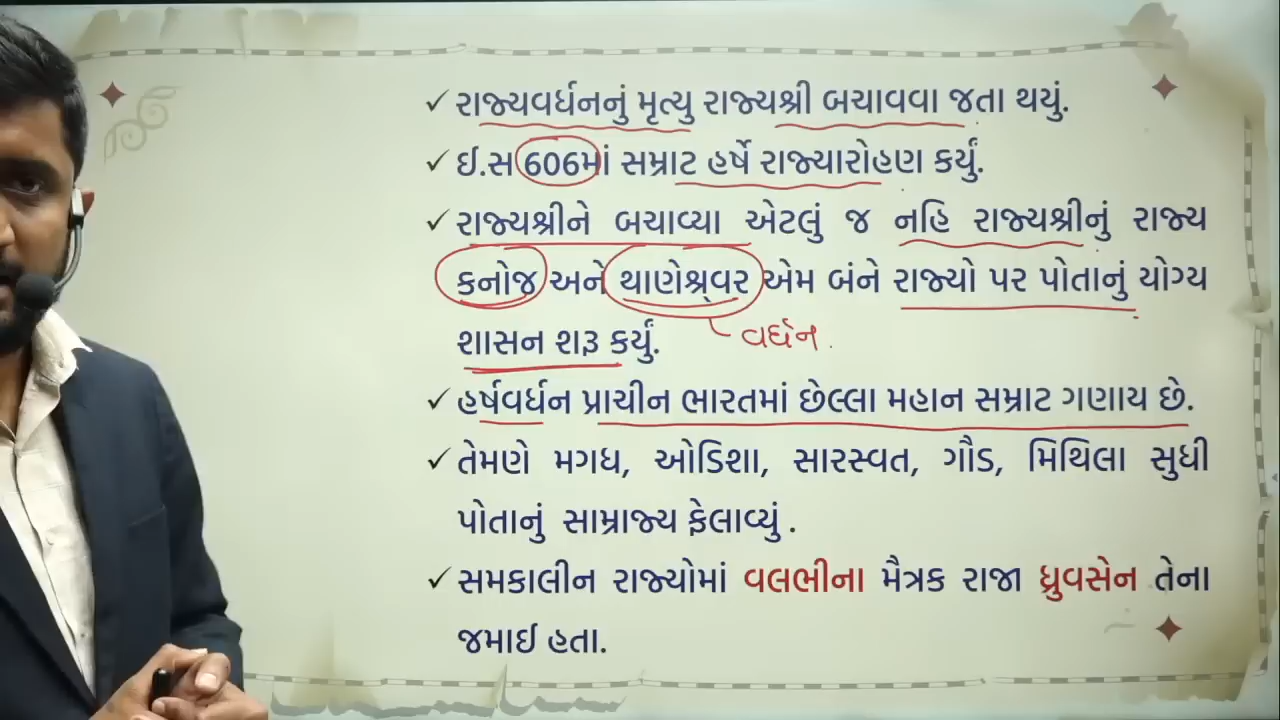 ✓ રાજ્યવર્ધનનું મૃત્યુ રાજ્યશ્રી બચાવવા જતા થયું.
✓ ઈ.સ 606માં સમ્રાટ હર્ષે રાજ્યારોહણ કર્યું.
✓ રાજ્યશ્રીને બચાવ્યા એટલું જ નહિ રાજ્યશ્રીનું રાજ્ય
કનોજ અને થાણેશ્વર એમ બંને રાજ્યો પર પોતાનું યોગ્ય
શાસન શરૂ કર્યું.
વર્ધન.
✓ હર્ષવર્ધન પ્રાચીન ભારતમાં છેલ્લા મહાન સમ્રાટ ગણાય છે.
✓ તેમણે મગધ, ઓડિશા, સારસ્વત, ગૌડ, મિથિલા સુધી
પોતાનું સામ્રાજ્ય ફેલાવ્યું .
✓ સમકાલીન રાજ્યોમાં વલભીના મૈત્રક રાજા ધ્રુવસેન તેના
જમાઈ હતા.